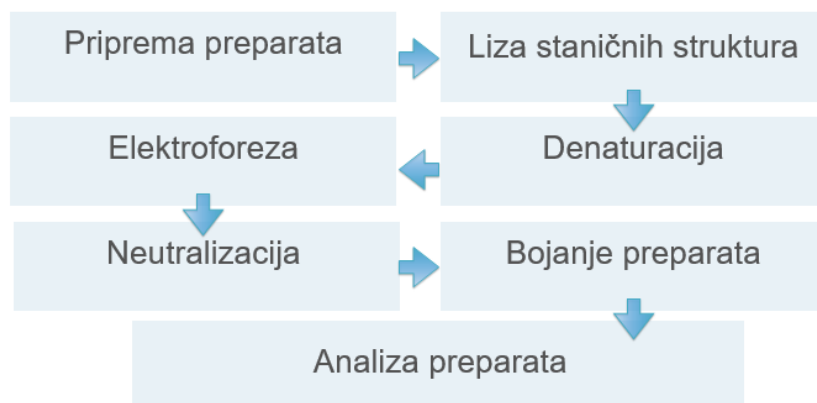 Priprema preparata
Liza staničnih struktura
Elektroforeza
Denaturacija
Neutralizacija
Bojanje preparata
Analiza preparata